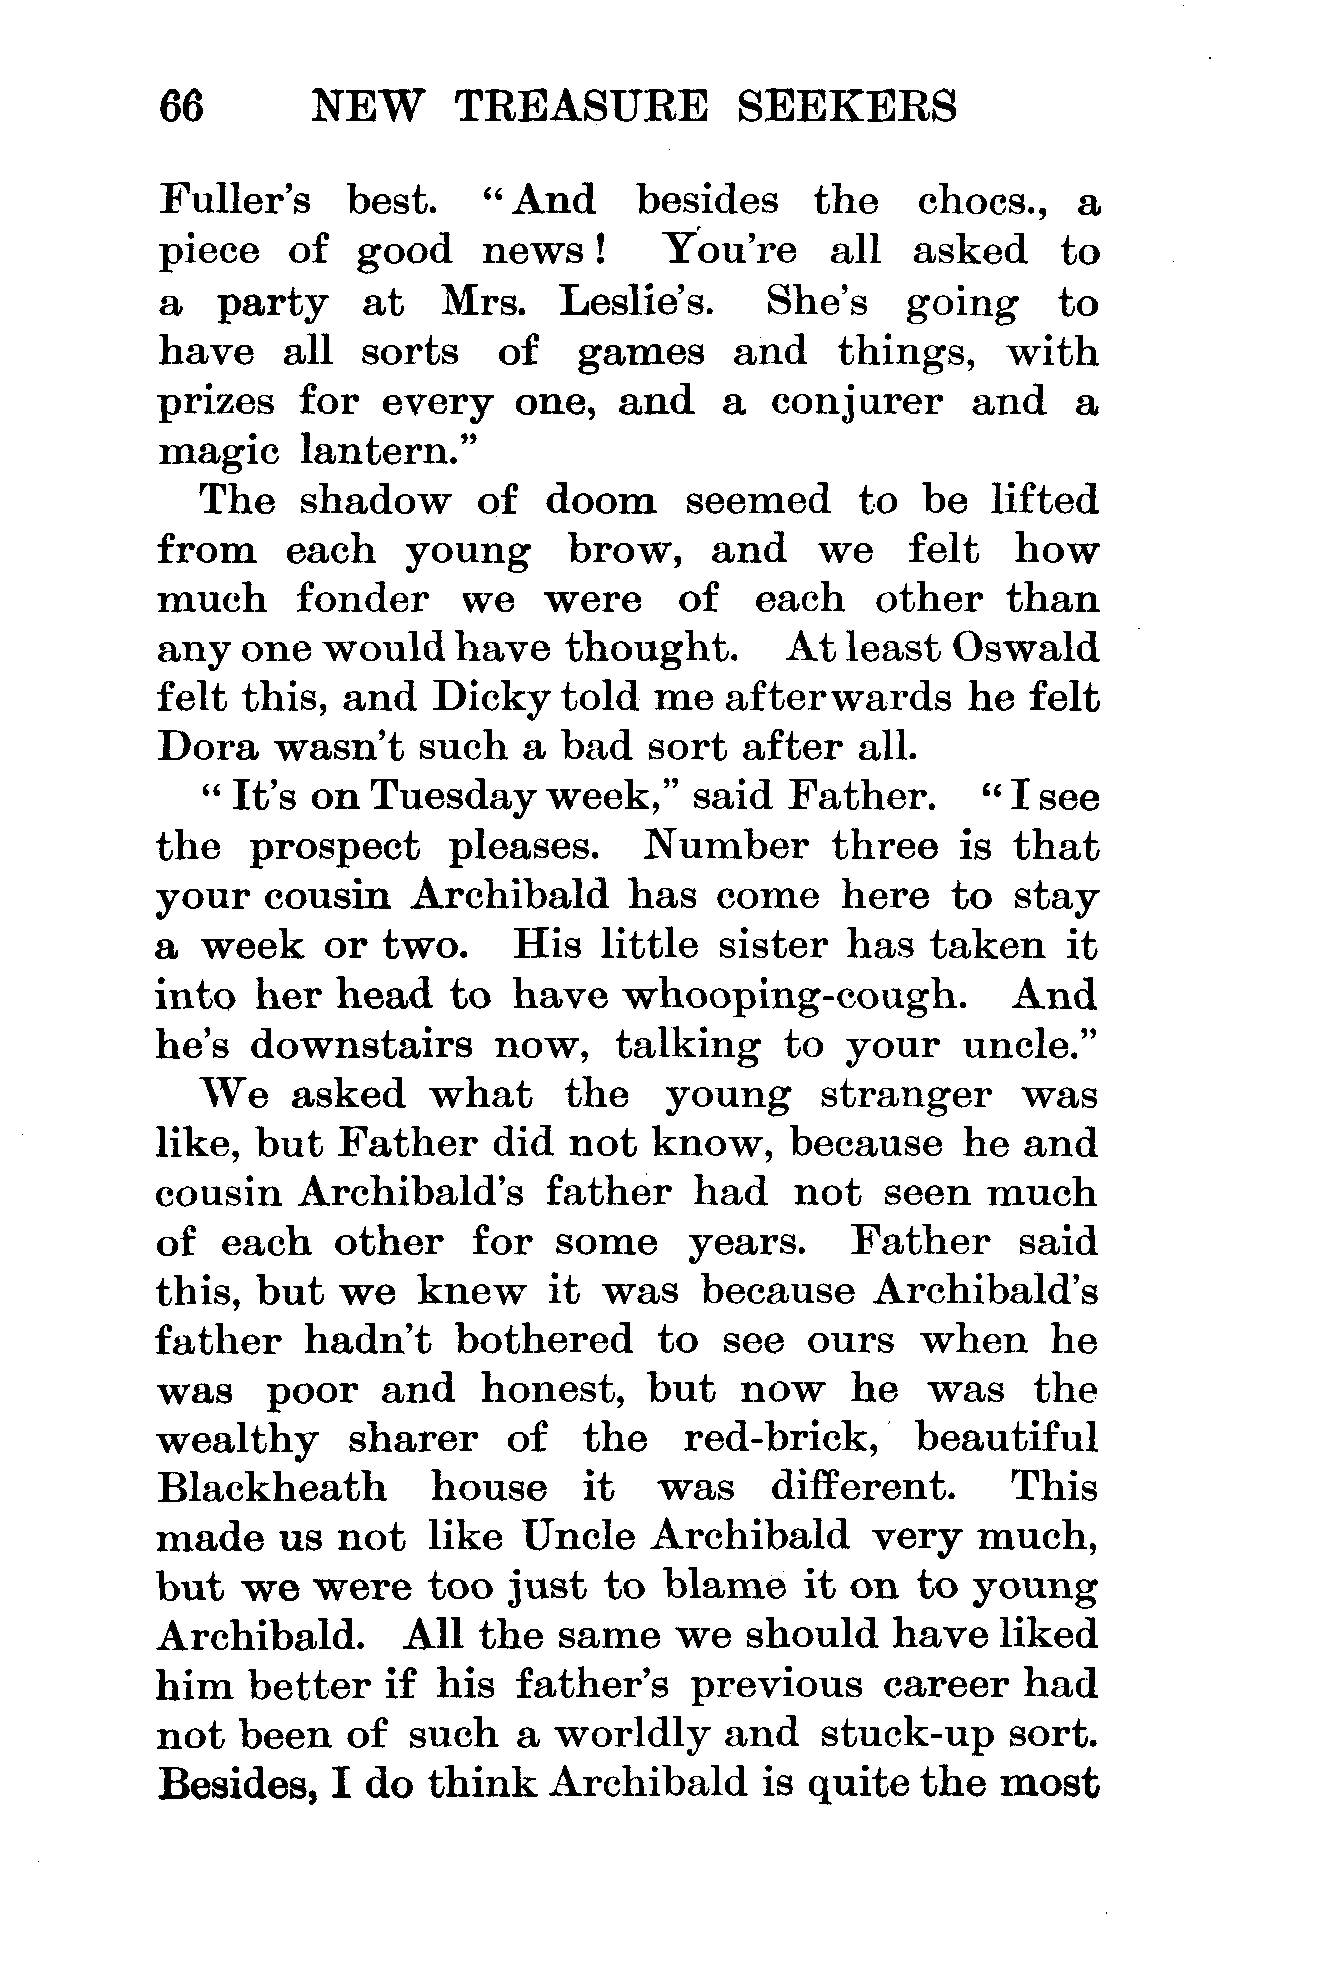 66 NEW TREASURE SEEKERS
Fuller's best. “And besides the chocs., a
piece of good news! You're all asked to
a party at Mrs. Leslie's. She's going to
have all sorts of games and things, with
prizes for every one, and a conjurer and a
magic lantern.”
The shadow of doom seemed to be lifted
from each young brow, and we felt how
much fonder we were of each other than
any one would have thought. At least Oswald
felt this, and Dicky told me afterwards he felt
Dora wasn't such a bad sort after all.
“It's on Tuesday week,” said Father. “I see
the prospect pleases. Number three is that
your cousin Archibald has come here to stay
a week or two. His little sister has taken it
into her head to have whooping-cough. And
he's downstairs now, talking to your uncle.”
We asked what the young stranger was
like, but Father did not know, because he and
cousin Archibald's father had not seen much
of each other for some years. Father said
this, but we knew it was because Archibald's
father hadn't bothered to see ours when he
was poor and honest, but now he was the
wealthy sharer of the red-brick, beautiful
Blackheath house it was different. This
made us not like Uncle Archibald very much,
but we were too just to blame it on to young
Archibald. All the same we should have liked
him better if his father's previous career had
not been of such a worldly and stuck-up sort.
Besides, I do think Archibald is quite the most